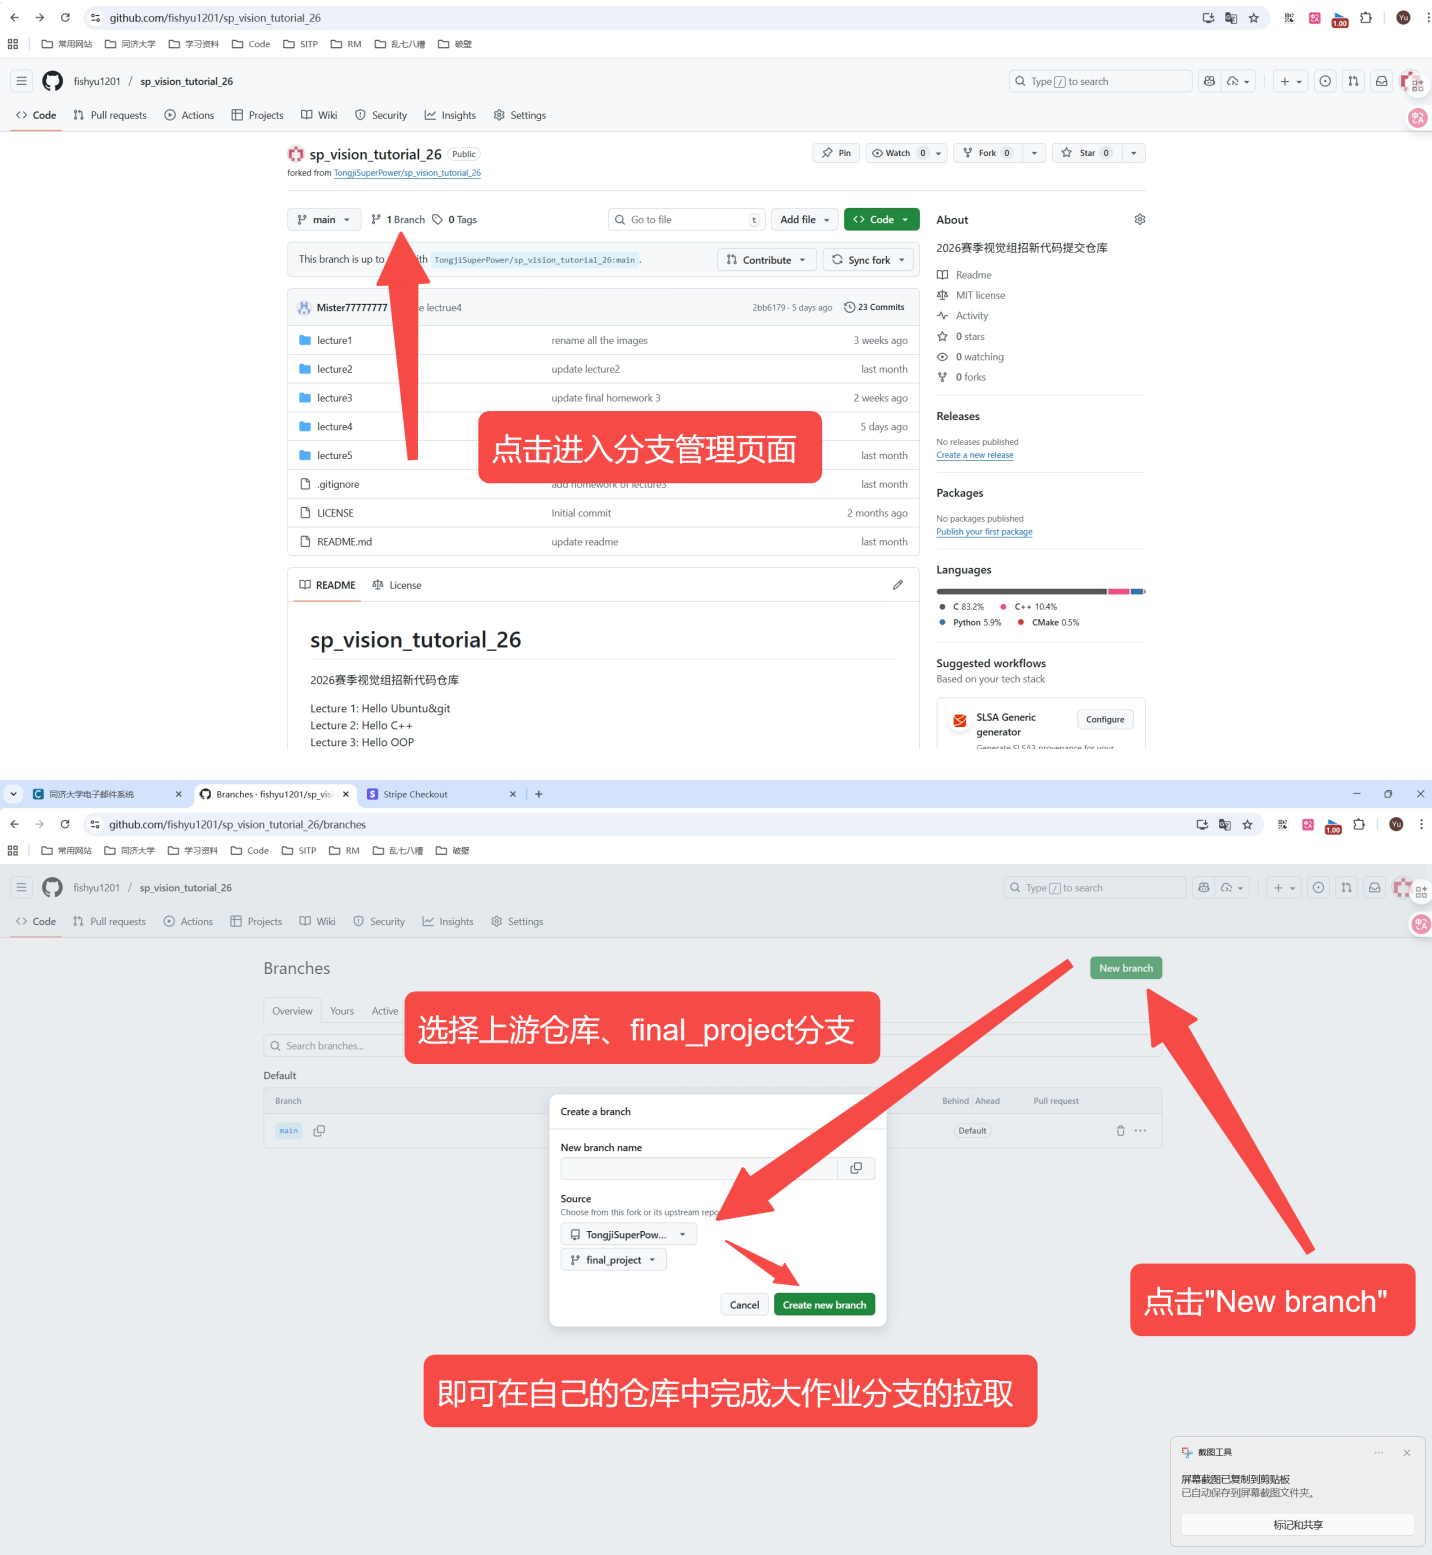 github.com/fishyu1201/sp_vision_tutorial_26
1.00
Yu
常用网站 同济大学 学习资料 Code SITP RM 乱七八糟 破壁
fishyu1201 / sp_vision_tutorial_26
Type / to search
Code Pull requests Actions Projects Wiki Security Insights Settings
sp_vision_tutorial_26 Public
Pin Watch 0 Fork 0 Star 0
forked from TongjiSuperPower/sp_vision_tutorial_26
main 1 Branch 0 Tags
Go to file t Add file Code
About
2026赛季视觉组招新代码提交仓库
This branch is up to TongjiSuperPower/sp_vision_tutorial_26:main .
Contribute Sync fork
Readme
MIT license
Activity
0 stars
0 watching
0 forks
Mister77777777 lectrue4 2bb6179 · 5 days ago 23 Commits
lecture1 rename all the images 3 weeks ago
lecture2 update lecture2 last month
lecture3 update final homework 3 2 weeks ago
lecture4 5 days ago
lecture5 last month
.gitignore add homework of lecture3 last month
LICENSE Initial commit 2 months ago
README.md update readme last month
点击进入分支管理页面
Releases
No releases published
Create a new release
Packages
No packages published
Publish your first package
Languages
C 83.2% C++ 10.4%
Python 5.9% CMake 0.5%
README License
sp_vision_tutorial_26
2026赛季视觉组招新代码仓库
Lecture 1: Hello Ubuntu&git
Lecture 2: Hello C++
Lecture 3: Hello OOP
Suggested workflows
Based on your tech stack
SLSA Generic
generator
Configure
Generate SLSA3 provenance for your
同济大学电子邮件系统 Branches · fishyu1201/sp_vis Stripe Checkout
github.com/fishyu1201/sp_vision_tutorial_26/branches
1.00
Yu
常用网站 同济大学 学习资料 Code SITP RM 乱七八糟 破壁
fishyu1201 / sp_vision_tutorial_26
Type / to search
Code Pull requests Actions Projects Wiki Security Insights Settings
Branches
New branch
Overview Yours Active
选择上游仓库、final_project分支
Search branches...
Default
Branch Behind Ahead Pull request
main Default
Create a branch
New branch name
Source
Choose from this fork or its upstream repo
TongjiSuperPow...
final_project
Cancel Create new branch
点击"New branch"
即可在自己的仓库中完成大作业分支的拉取
截图工具
屏幕截图已复制到剪贴板
已自动保存到屏幕截图文件夹。
标记和共享